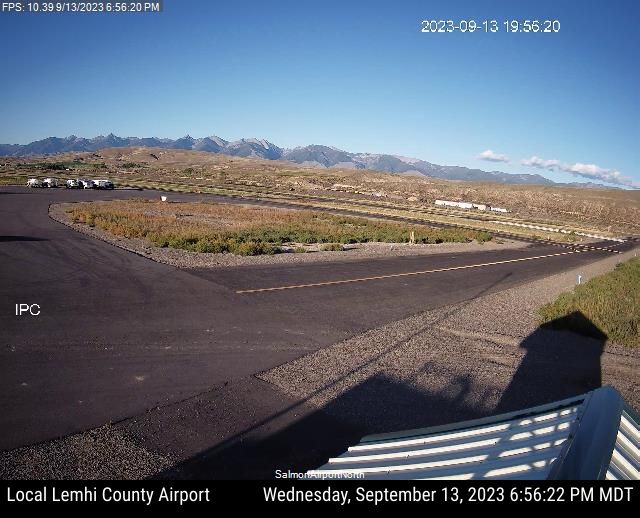 FPS: 10.39 9/13/2023 6:56:20 PM
2023-09-13 19:56:20
IPC
SalmonAirportNorth
Local Lemhi County Airport Wednesday, September 13, 2023 6:56:22 PM MDT